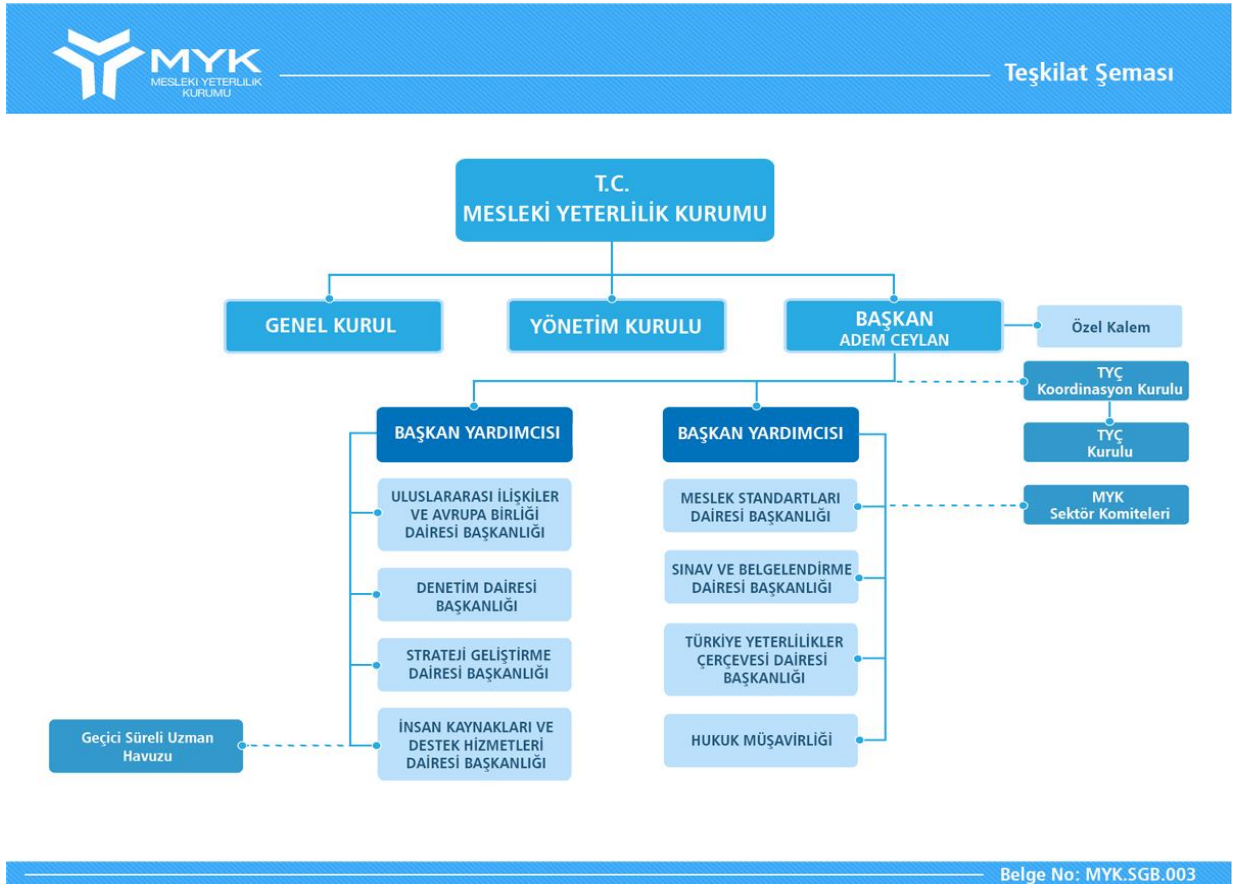 MYK
MESLEKİ YETERLİLİK
KURUMU
Teşkilat Şeması
T.C.
MESLEKİ YETERLİLİK KURUMU
GENEL KURUL
YÖNETİM KURULU
BAŞKAN
ADEM CEYLAN
Özel Kalem
TYÇ
Koordinasyon Kurulu
TYÇ
Kurulu
BAŞKAN YARDIMCISI
BAŞKAN YARDIMCISI
ULUSLARARASI İLİŞKİLER
VE AVRUPA BİRLİĞİ
DAİRESİ BAŞKANLIĞI
MESLEK STANDARTLARI
DAİRESİ BAŞKANLIĞI
MYK
Sektör Komiteleri
DENETİM DAİRESİ
BAŞKANLIĞI
SINAV VE BELGELENDİRME
DAİRESİ BAŞKANLIĞI
STRATEJİ GELİŞTİRME
DAİRESİ BAŞKANLIĞI
TÜRKİYE YETERLİLİKLER
ÇERÇEVESİ DAİRESİ
BAŞKANLIĞI
Geçici Süreli Uzman
Havuzu
İNSAN KAYNAKLARI VE
DESTEK HİZMETLERİ
DAİRESİ BAŞKANLIĞI
HUKUK MÜŞAVİRLİĞİ
Belge No: MYK.SGB.003